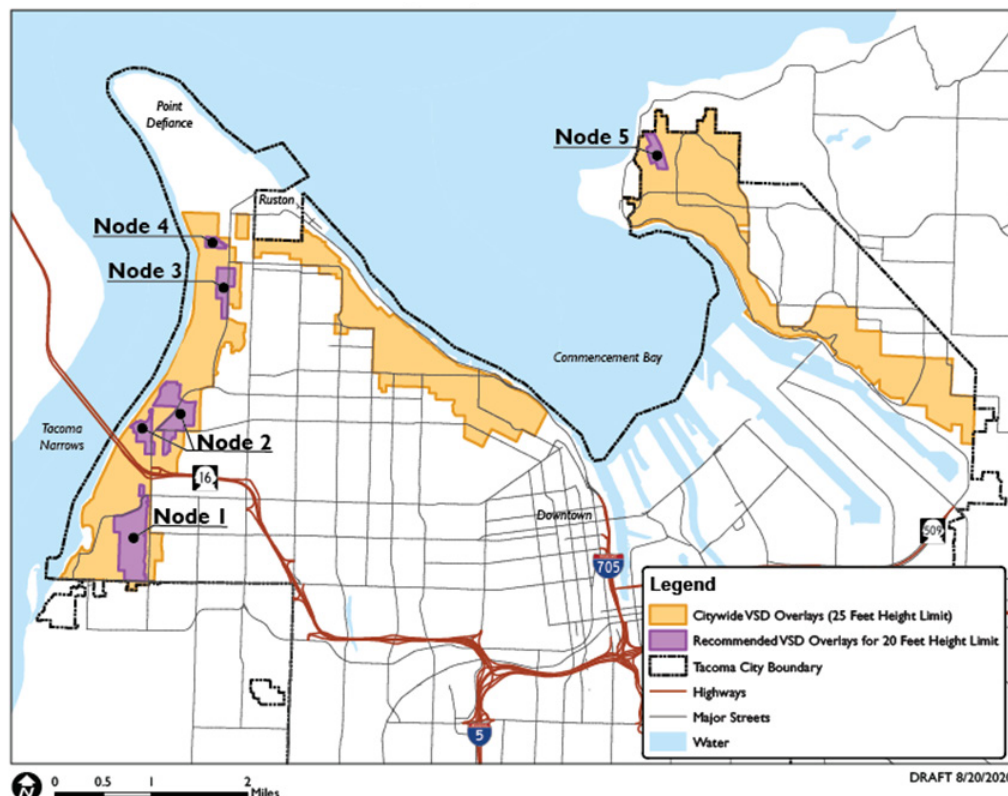 Point
Defiance
Node 5
Ruston
Node 4
Node 3
Commencement Bay
Tacoma
Narrows
Node 2
16
Node 1
Downtown
509
705
5
Legend
Citywide VSD Overlays (25 Feet Height Limit)
Recommended VSD Overlays for 20 Feet Height Limit
Tacoma City Boundary
Highways
Major Streets
Water
N
0 0.5 1 2
Miles
DRAFT 8/20/2020